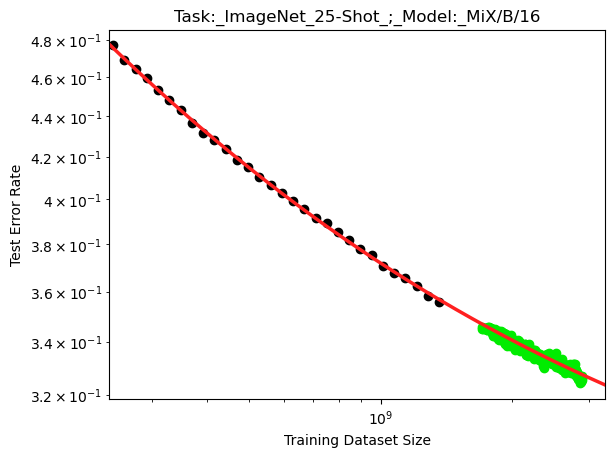 Task:_ImageNet_25-Shot_;_Model:_MiX/B/16
4.8 × 10⁻¹
4.6 × 10⁻¹
4.4 × 10⁻¹
4.2 × 10⁻¹
4 × 10⁻¹
3.8 × 10⁻¹
3.6 × 10⁻¹
3.4 × 10⁻¹
3.2 × 10⁻¹
Test Error Rate
10⁹
Training Dataset Size